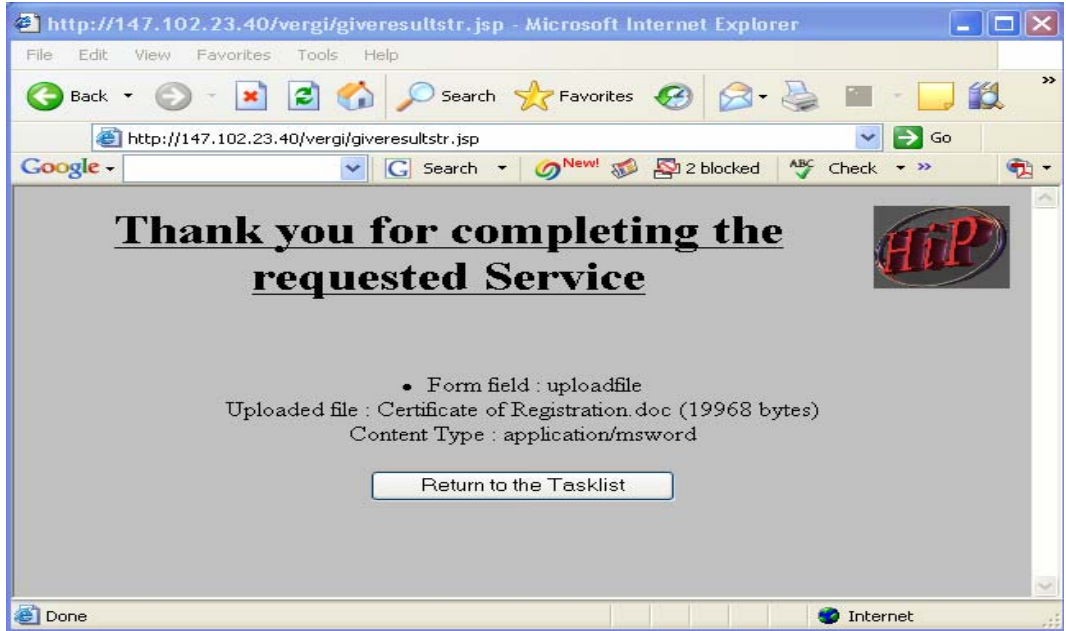 http://147.102.23.40/vergi/giveresultstr.jsp - Microsoft Internet Explorer
File Edit View Favorites Tools Help
Back Search Favorites
http://147.102.23.40/vergi/giveresultstr.jsp Go
Google Search New! 2 blocked ABC Check
Thank you for completing the
requested Service
HiP
• Form field : uploadfile
Uploaded file : Certificate of Registration.doc (19968 bytes)
Content Type : application/msword
Return to the Tasklist
Done Internet